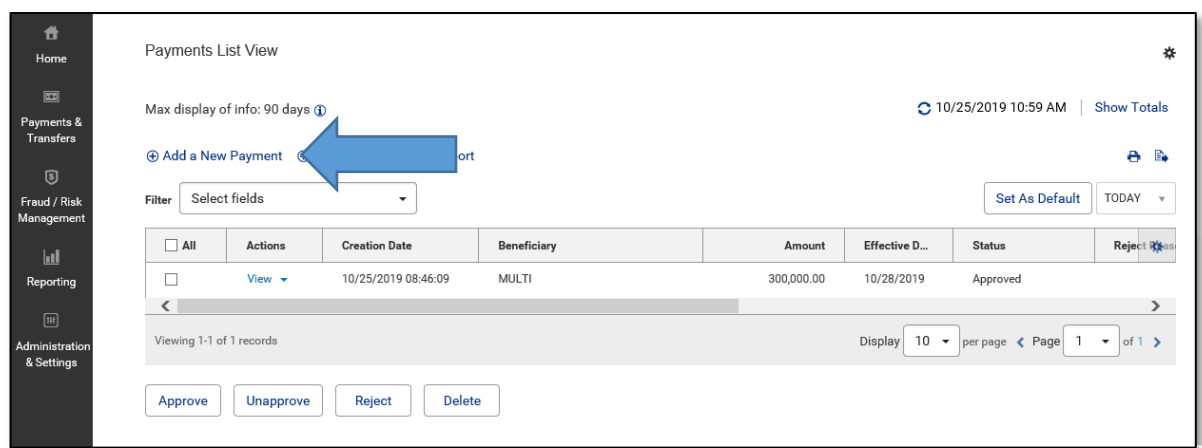 Home
Payments &
Transfers
Fraud / Risk
Management
Reporting
Administration
& Settings
Payments List View
Max display of info: 90 days
10/25/2019 10:59 AM | Show Totals
Add a New Payment ort
Filter Select fields Set As Default TODAY
All Actions Creation Date Beneficiary Amount Effective D... Status Reject
View 10/25/2019 08:46:09 MULTI 300,000.00 10/28/2019 Approved
Viewing 1-1 of 1 records Display 10 per page Page 1 of 1
Approve Unapprove Reject Delete